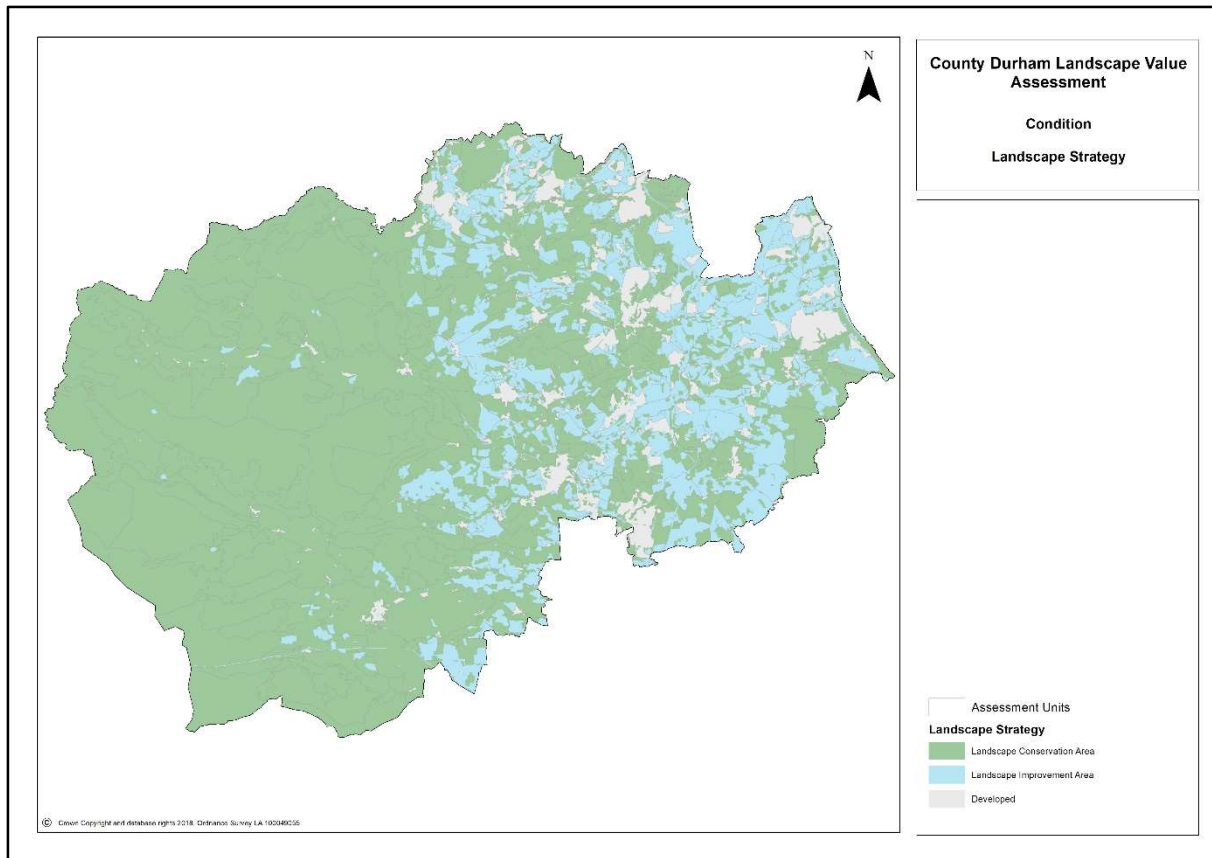 County Durham Landscape Value
Assessment
Condition
Landscape Strategy
N
Assessment Units
Landscape Strategy
Landscape Conservation Area
Landscape Improvement Area
Developed
© Crown Copyright and database rights 2018. Ordnance Survey LA 100049055